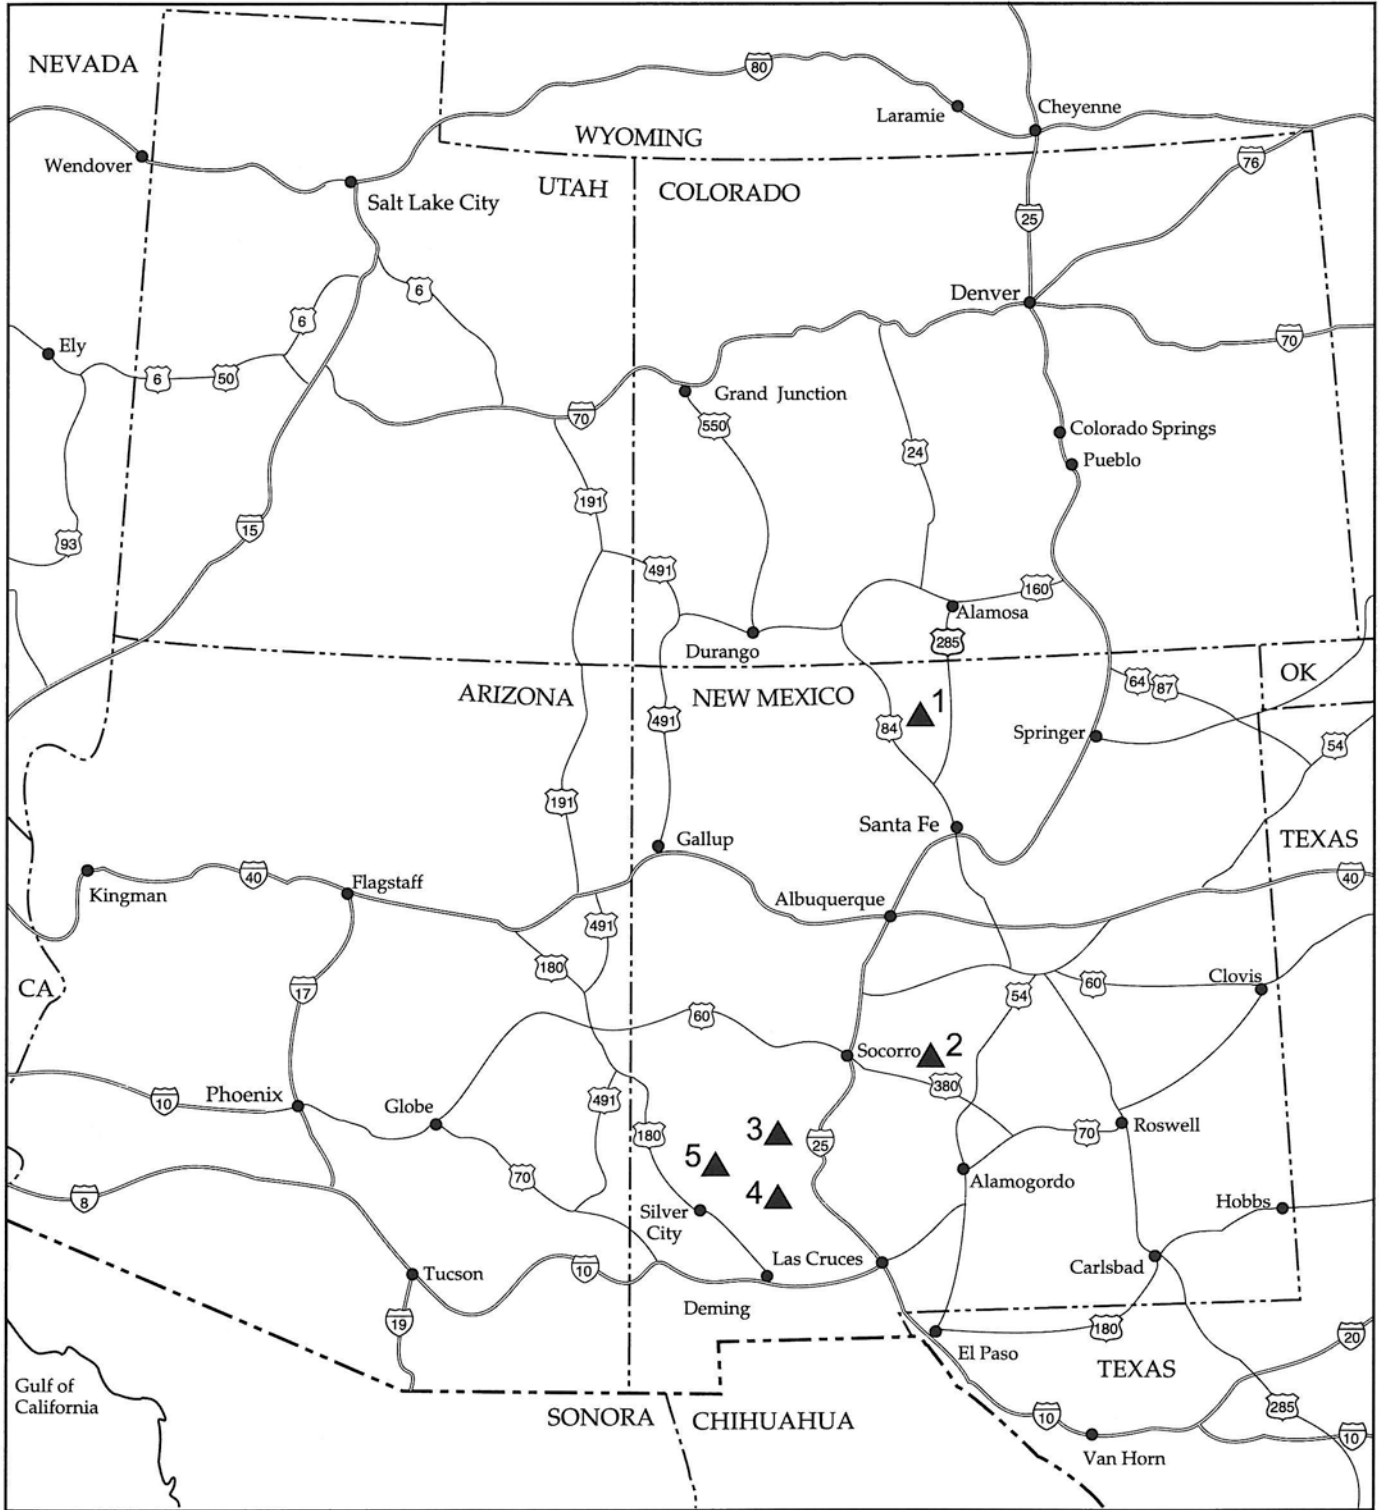 NEVADA
80
Laramie
Cheyenne
WYOMING
Wendover
76
UTAH
COLORADO
Salt Lake City
25
6
Denver
6
70
Ely
6
50
Grand Junction
70
550
Colorado Springs
24
Pueblo
191
15
93
491
160
Alamosa
285
Durango
OK
64
87
ARIZONA
NEW MEXICO
1
491
84
Springer
54
191
Santa Fe
Gallup
TEXAS
40
40
Flagstaff
Kingman
Albuquerque
491
180
Clovis
CA
17
54
60
60
Socorro
2
380
Phoenix
10
Globe
491
180
3
25
70
Roswell
5
70
Alamogordo
8
4
Silver
City
Hobbs
Las Cruces
Carlsbad
Tucson
10
Deming
19
180
20
El Paso
TEXAS
Gulf of
California
285
SONORA
CHIHUAHUA
10
10
Van Horn